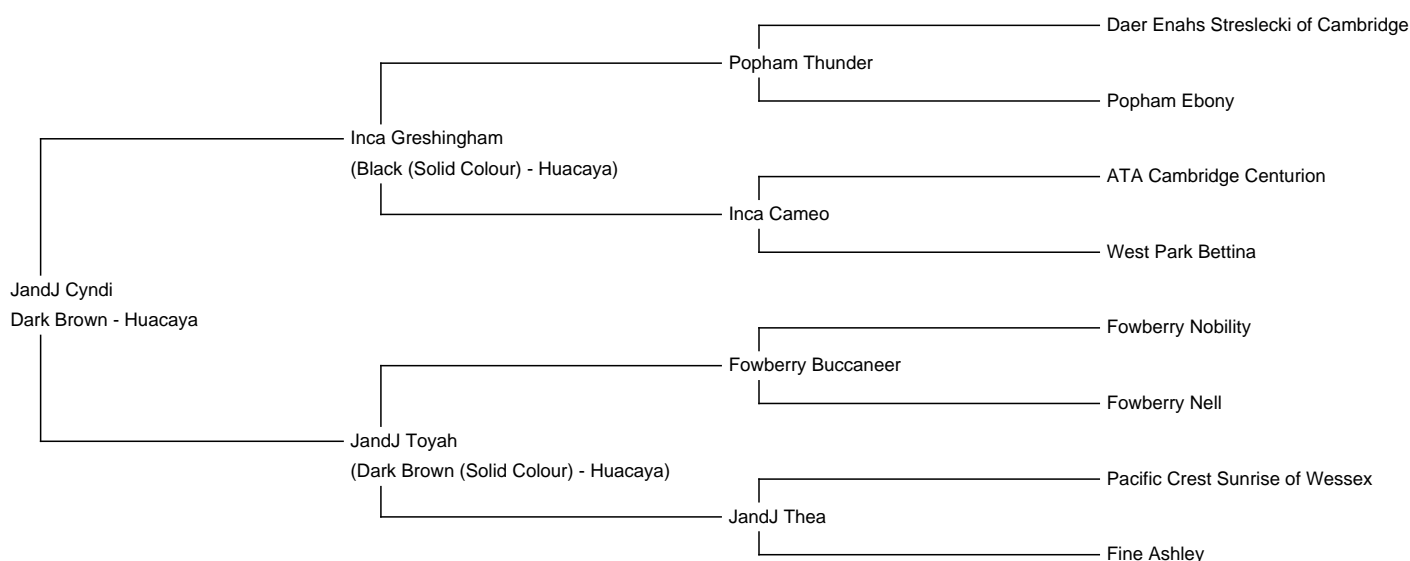 Daer Enahs Streslecki of Cambridge
Popham Thunder
Popham Ebony
Inca Greshingham
(Black (Solid Colour) - Huacaya)
ATA Cambridge Centurion
Inca Cameo
West Park Bettina
JandJ Cyndi
Dark Brown - Huacaya
Fowberry Nobility
Fowberry Buccaneer
Fowberry Nell
JandJ Toyah
(Dark Brown (Solid Colour) - Huacaya)
Pacific Crest Sunrise of Wessex
JandJ Thea
Fine Ashley